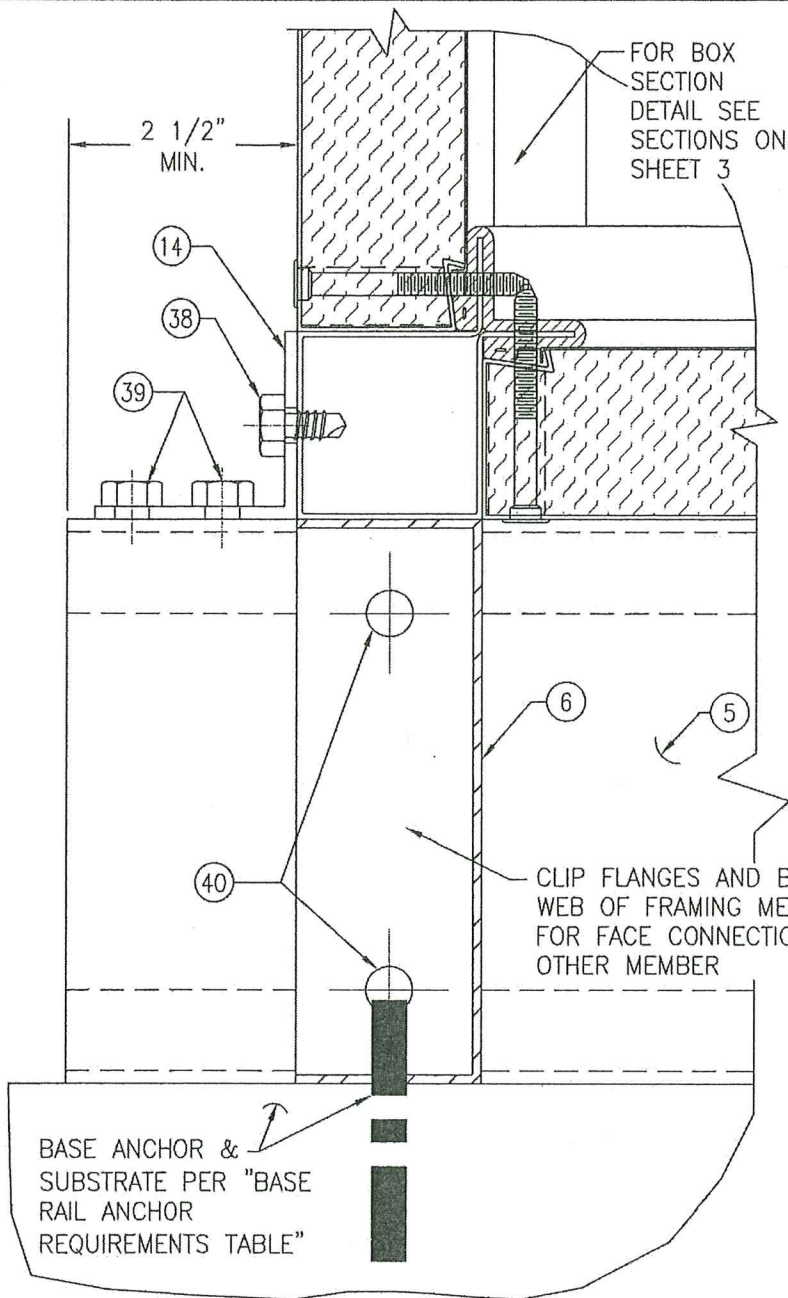 FOR BOX
SECTION
DETAIL SEE
SECTIONS ON
SHEET 3
2 1/2"
MIN.
14
38
39
6
5
40
CLIP FLANGES AND B
WEB OF FRAMING ME
FOR FACE CONNECTIO
OTHER MEMBER
BASE ANCHOR &
SUBSTRATE PER "BASE
RAIL ANCHOR
REQUIREMENTS TABLE"